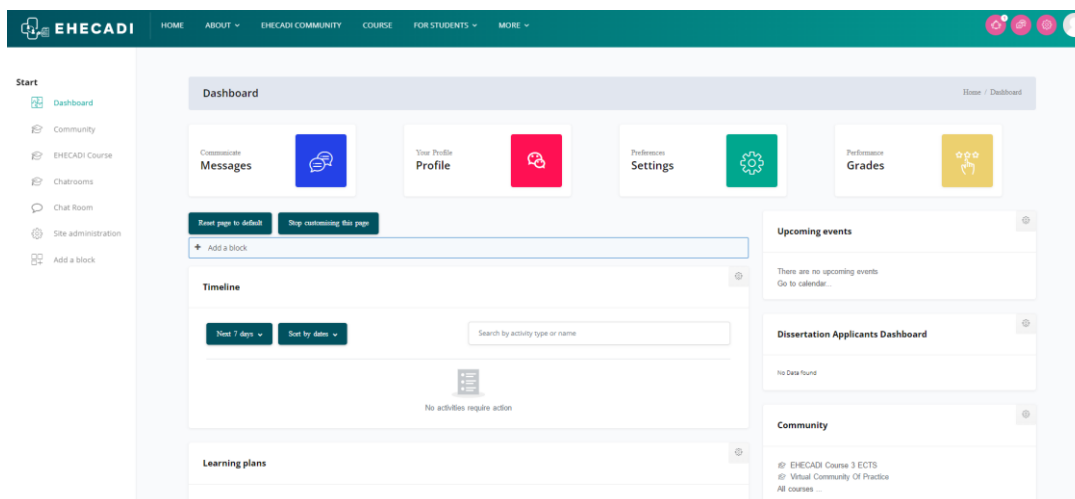 EHECADI HOME ABOUT EHECADI COMMUNITY COURSE FOR STUDENTS MORE
Start
Dashboard
Community
EHECADI Course
Chatrooms
Chat Room
Site administration
Add a block
Dashboard Home / Dashboard
Communicate
Messages
Your Profile
Profile
Preferences
Settings
Performance
Grades
Reset page to default Stop customizing this page
+ Add a block
Timeline
Next 7 days Sort by dates Search by activity type or name
No activities require action
Learning plans
Upcoming events
There are no upcoming events
Go to calendar...
Dissertation Applicants Dashboard
No Data found
Community
EHECADI Course 3 ECTS
Virtual Community Of Practice
All courses ...